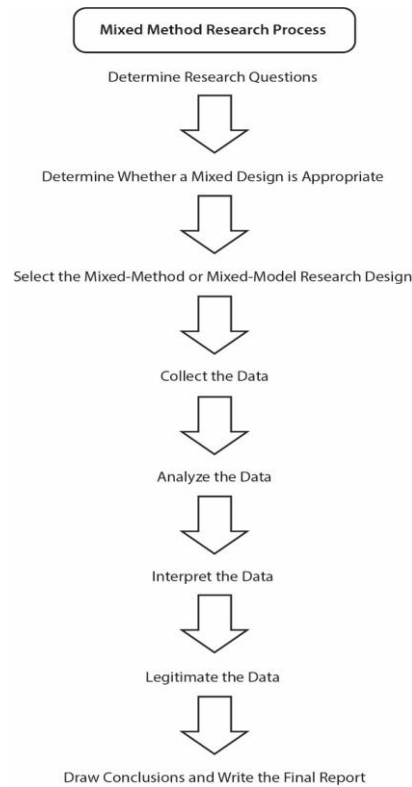 Mixed Method Research Process
Determine Research Questions
Determine Whether a Mixed Design is Appropriate
Select the Mixed-Method or Mixed-Model Research Design
Collect the Data
Analyze the Data
Interpret the Data
Legitimate the Data
Draw Conclusions and Write the Final Report